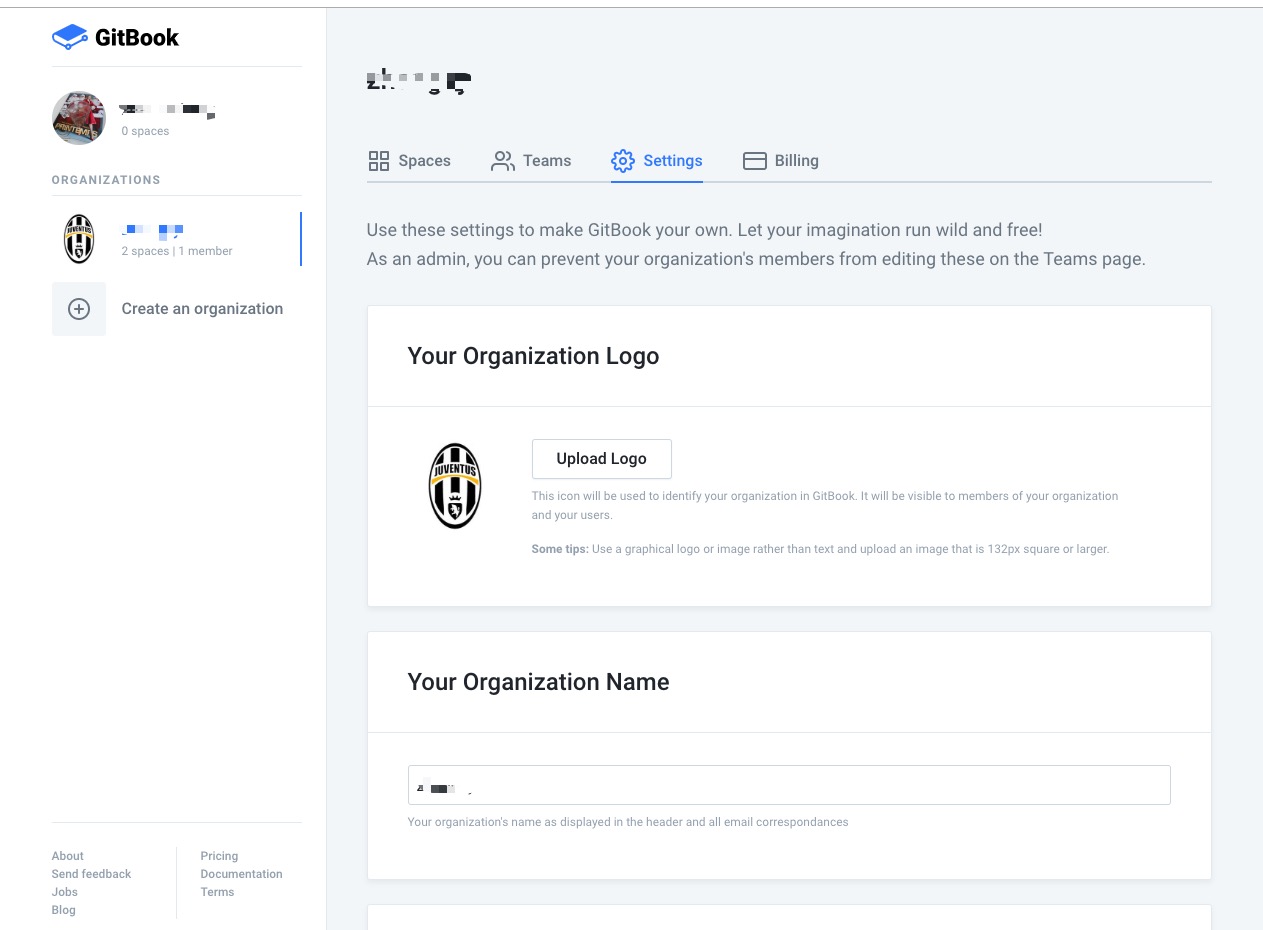 GitBook
0 spaces
ORGANIZATIONS
JUVENTUS
2 spaces | 1 member
Create an organization
About
Send feedback
Jobs
Blog
Pricing
Documentation
Terms
Spaces
Teams
Settings
Billing
Use these settings to make GitBook your own. Let your imagination run wild and free!
As an admin, you can prevent your organization's members from editing these on the Teams page.
Your Organization Logo
JUVENTUS
Upload Logo
This icon will be used to identify your organization in GitBook. It will be visible to members of your organization
and your users.
Some tips: Use a graphical logo or image rather than text and upload an image that is 132px square or larger.
Your Organization Name
Your organization's name as displayed in the header and all email correspondances